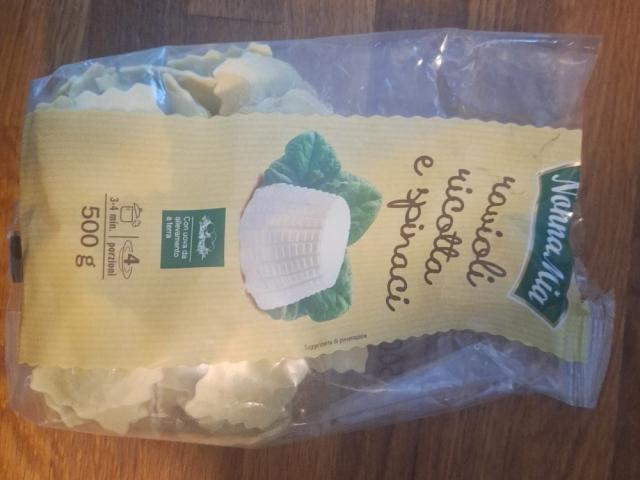 Nonna Mia
ravioli
ricotta
e spinaci
Con uova da
allevamento
a terra
3-4 min.
4
porzioni
500 g
Suggerimento di presentazione